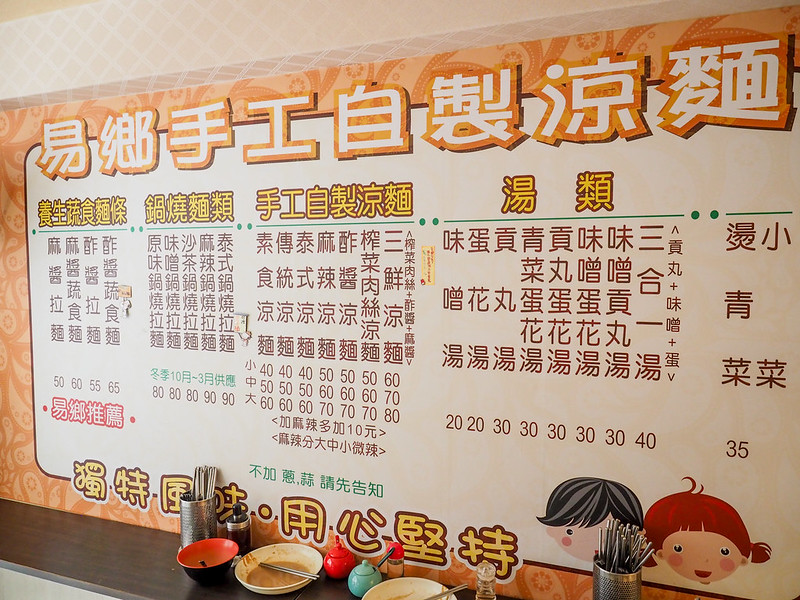 易鄉手工自製涼麵
養生蔬食麵條
麻醬拉麵 50
麻醬蔬食麵 60
酢醬拉麵 55
酢醬蔬食麵 65
易鄉推薦
鍋燒麵類
原味鍋燒拉麵 80
味噌鍋燒拉麵 80
沙茶鍋燒拉麵 80
麻辣鍋燒拉麵 90
泰式鍋燒拉麵 90
冬季10月~3月供應
手工自製涼麵
小 中 大
素食涼麵 40 50 60
傳統涼麵 40 50 60
泰式涼麵 40 50 60
麻辣涼麵 50 60 70
酢醬涼麵 50 60 70
榨菜肉絲涼麵 50 60 70
三鮮涼麵 60 70 80
<榨菜肉絲+酢醬+麻醬>
<加麻辣多加10元>
<麻辣分大中小微辣>
不加 蔥,蒜 請先告知
湯類
味噌湯 20
蛋花湯 20
貢丸湯 30
青菜蛋花湯 30
貢丸蛋花湯 30
味噌蛋花湯 30
味噌貢丸湯 30
三合一湯 40
<貢丸+味噌+蛋>
燙青菜 35
小菜
獨特風味·用心堅持